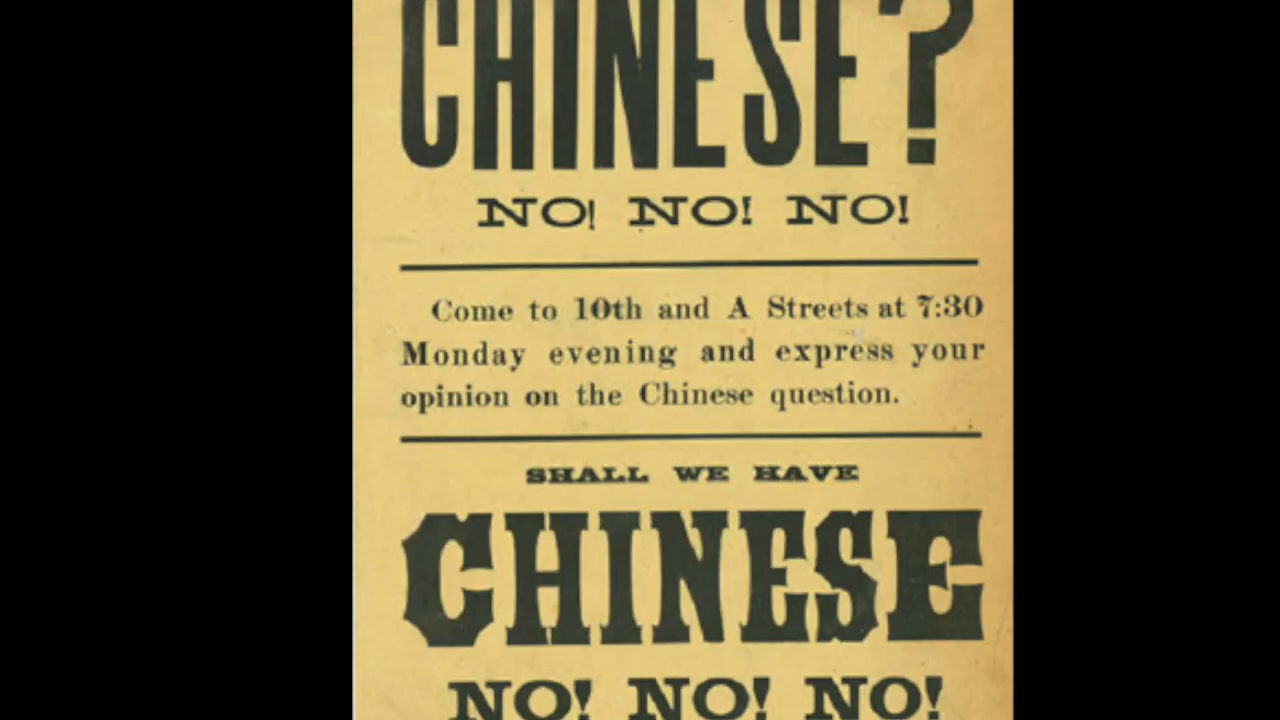 CHINESE?
NO! NO! NO!
Come to 10th and A Streets at 7:30
Monday evening and express your
opinion on the Chinese question.
SHALL WE HAVE
CHINESE
NO! NO! NO!